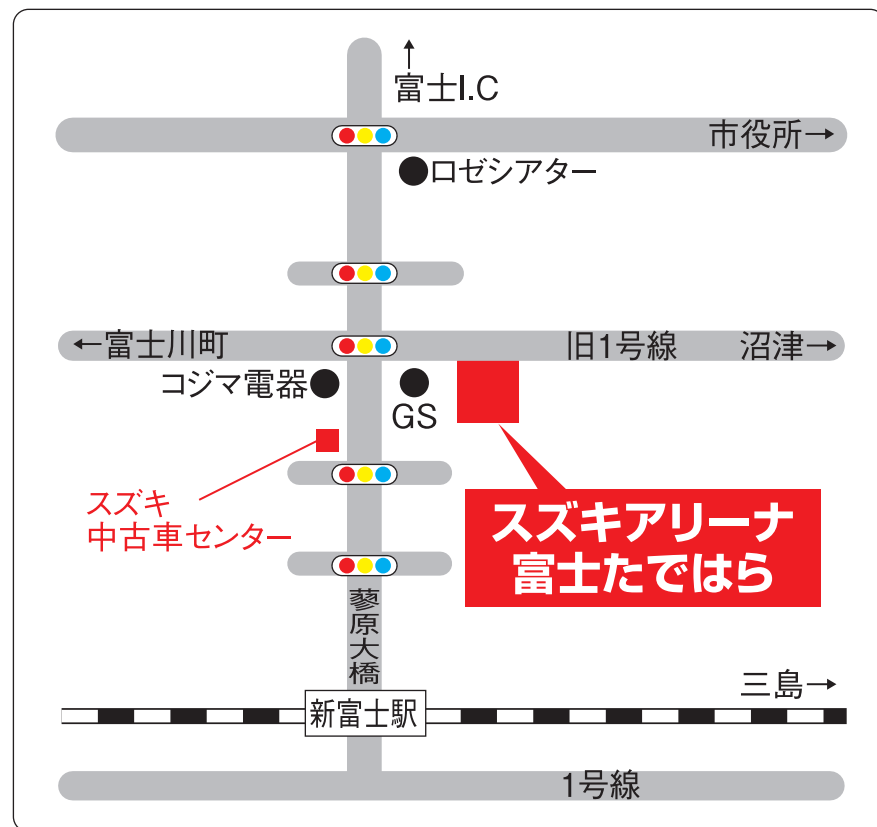 ↑
富士I.C
市役所→
ロゼシアター
←富士川町
旧1号線
沼津→
コジマ電器
GS
スズキ
中古車センター
スズキアリーナ
富士たではら
蓼原大橋
三島→
新富士駅
1号線